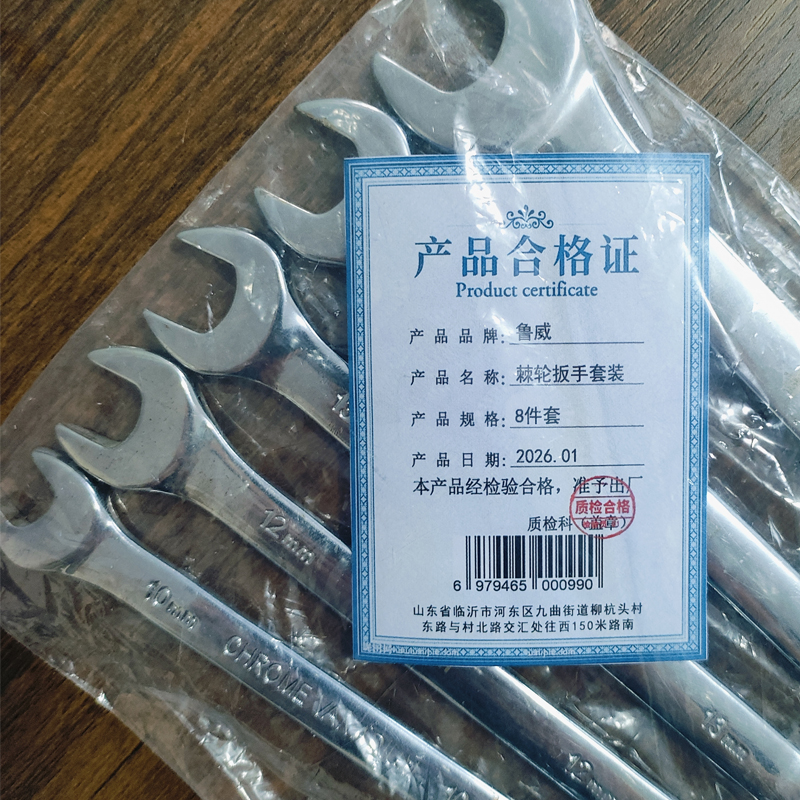 产品合格证
Product certificate
产品品牌：鲁威
产品名称：棘轮扳手套装
产品规格：8件套
产品日期：2026.01
本产品经检验合格，准予出厂
质检科（盖章）
质检合格
6 979465 000990
山东省临沂市河东区九曲街道柳杭头村
东路与村北路交汇处往西150米路南
12mm
10mm
CHROME VA
13mm
12mm